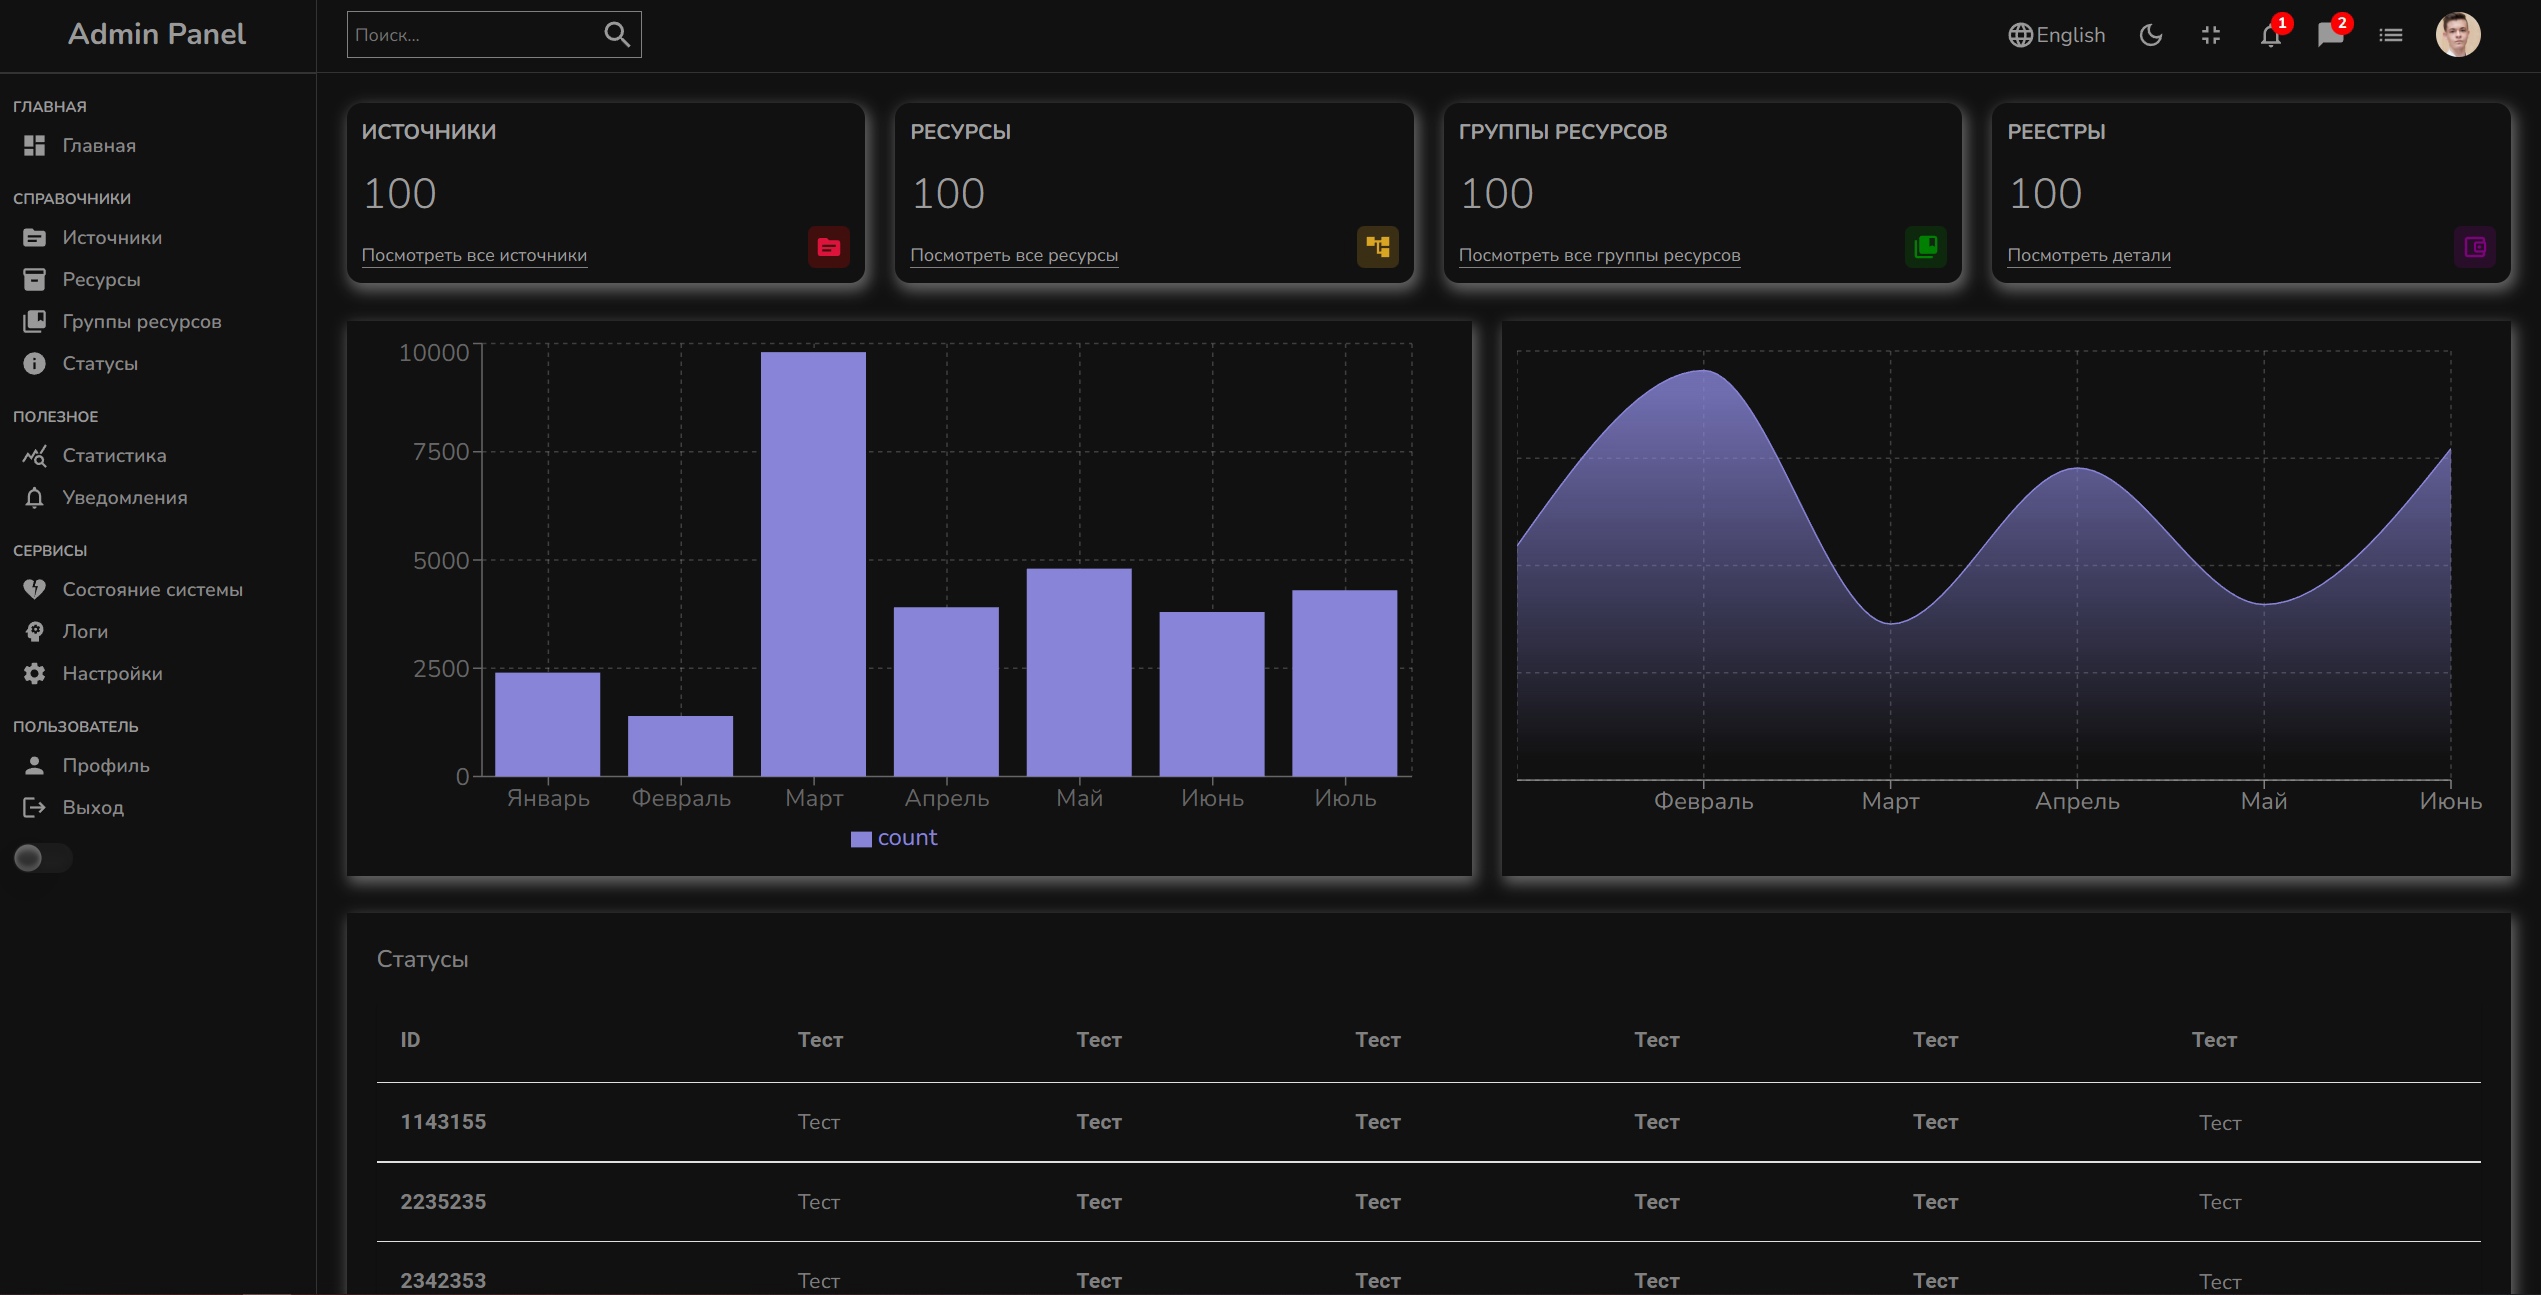 Admin Panel
Поиск...
English
1
2
ГЛАВНАЯ
Главная
СПРАВОЧНИКИ
Источники
Ресурсы
Группы ресурсов
Статусы
ПОЛЕЗНОЕ
Статистика
Уведомления
СЕРВИСЫ
Состояние системы
Логи
Настройки
ПОЛЬЗОВАТЕЛЬ
Профиль
Выход
ИСТОЧНИКИ
100
Посмотреть все источники
РЕСУРСЫ
100
Посмотреть все ресурсы
ГРУППЫ РЕСУРСОВ
100
Посмотреть все группы ресурсов
РЕЕСТРЫ
100
Посмотреть детали
10000
7500
5000
2500
0
Январь Февраль Март Апрель Май Июнь Июль
count
Февраль Март Апрель Май Июнь
Статусы
ID Тест Тест Тест Тест Тест Тест
1143155 Тест Тест Тест Тест Тест Тест
2235235 Тест Тест Тест Тест Тест Тест
2342353 Тест Тест Тест Тест Тест Тест